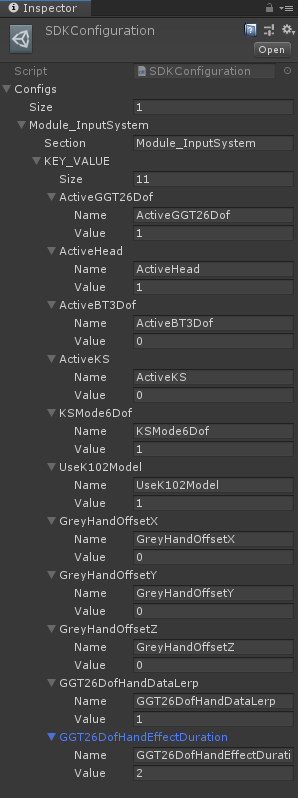 Inspector
SDKConfiguration
Open
Script SDKConfiguration
Configs
Size 1
Module_InputSystem
Section Module_InputSystem
KEY_VALUE
Size 11
ActiveGGT26Dof
Name ActiveGGT26Dof
Value 1
ActiveHead
Name ActiveHead
Value 1
ActiveBT3Dof
Name ActiveBT3Dof
Value 0
ActiveKS
Name ActiveKS
Value 0
KSMode6Dof
Name KSMode6Dof
Value 1
UseK102Model
Name UseK102Model
Value 1
GreyHandOffsetX
Name GreyHandOffsetX
Value 0
GreyHandOffsetY
Name GreyHandOffsetY
Value 0
GreyHandOffsetZ
Name GreyHandOffsetZ
Value 0
GGT26DofHandDataLerp
Name GGT26DofHandDataLerp
Value 1
GGT26DofHandEffectDuration
Name GGT26DofHandEffectDurati
Value 2